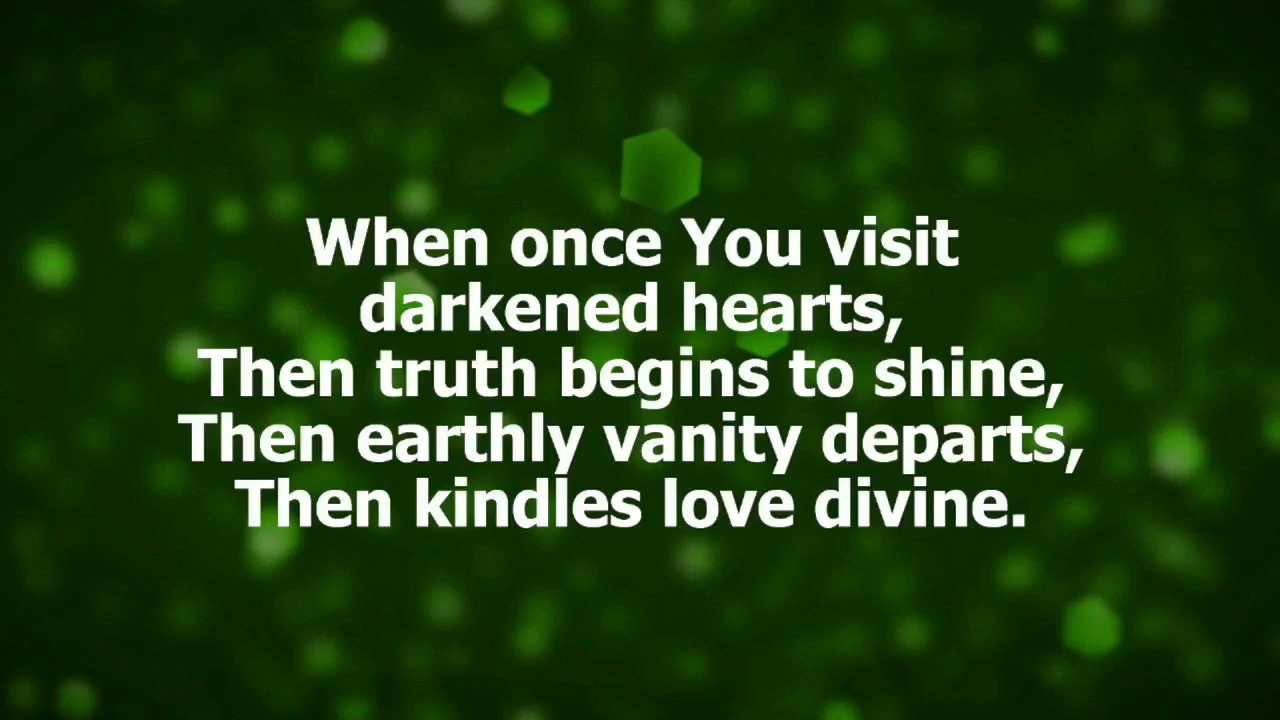 When once You visit
darkened hearts,
Then truth begins to shine,
Then earthly vanity departs,
Then kindles love divine.